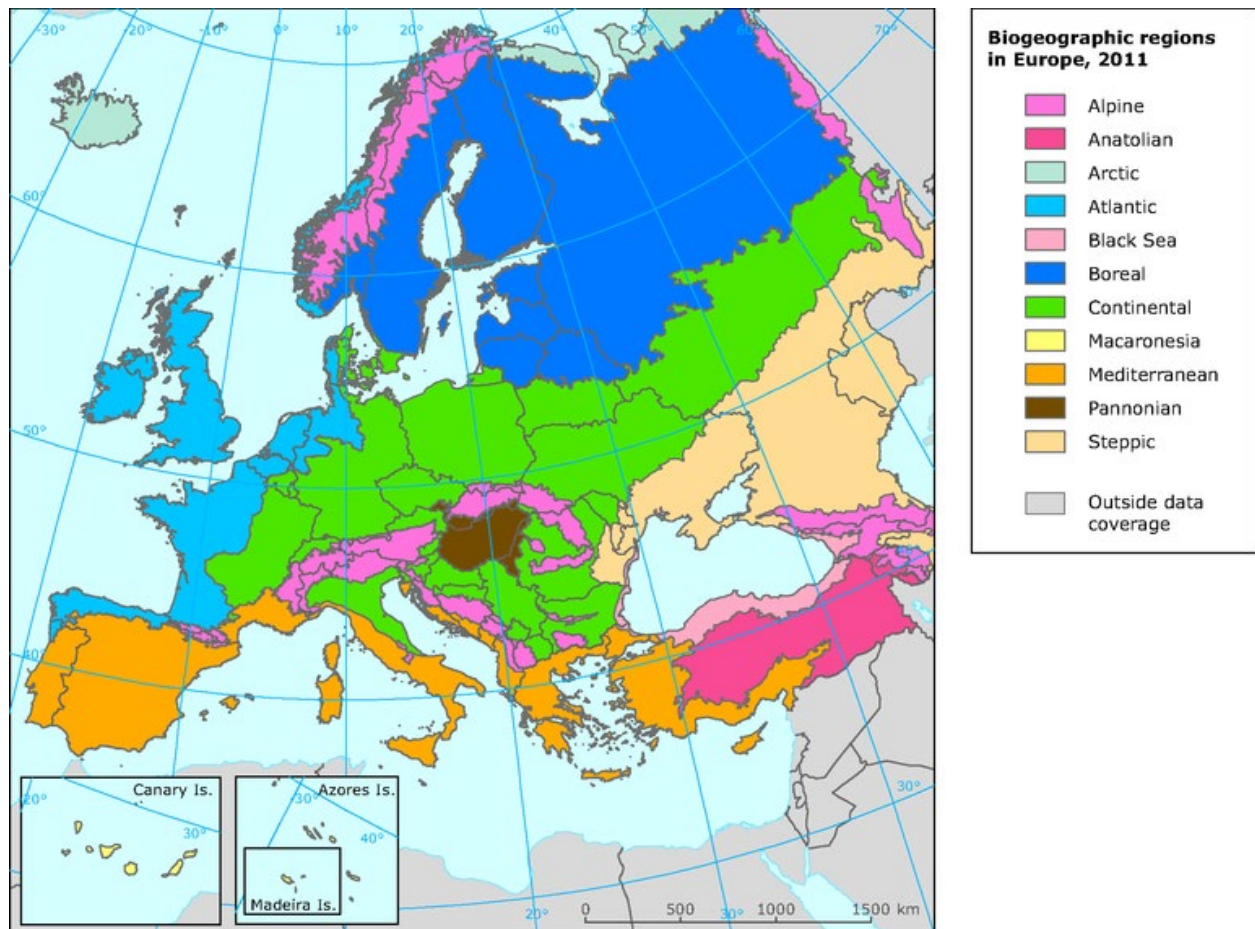 -30°
-20°
-10°
0°
10°
20°
30°
40°
50°
60°
70°
60°
50°
40°
Canary Is.
20°
30°
Azores Is.
-30°
40°
Madeira Is.
20°
30°
0 500 1000 1500 km
Biogeographic regions
in Europe, 2011
Alpine
Anatolian
Arctic
Atlantic
Black Sea
Boreal
Continental
Macaronesia
Mediterranean
Pannonian
Steppic
Outside data
coverage